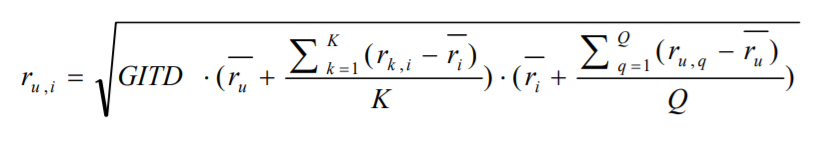 $r_{u,i} = \sqrt{GITD \cdot (\overline{r_u} + \frac{\sum_{k=1}^{K} (r_{k,i} - \overline{r_i})}{K}) \cdot (\overline{r_i} + \frac{\sum_{q=1}^{Q} (r_{u,q} - \overline{r_u})}{Q})}$